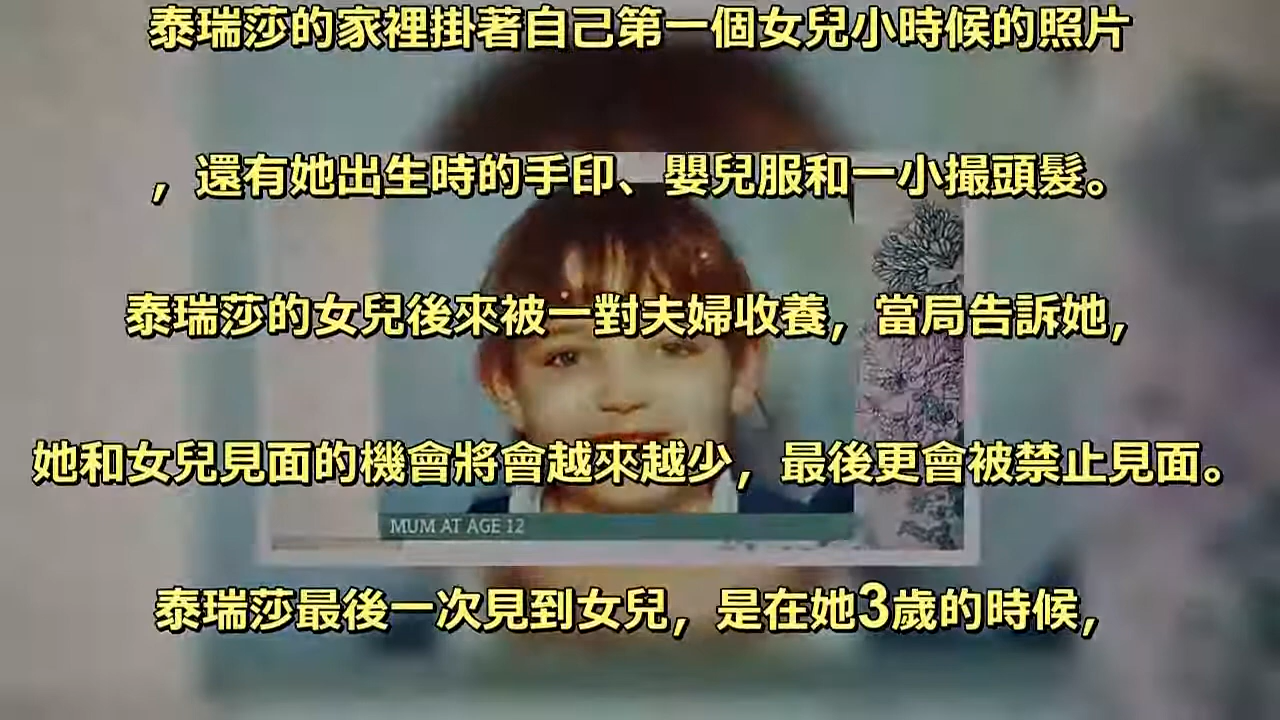 泰瑞莎的家裡掛著自己第一個女兒小時候的照片
，還有她出生時的手印、嬰兒服和一小撮頭髮。
泰瑞莎的女兒後來被一對夫婦收養，當局告訴她，
她和女兒見面的機會將會越來越少，最後更會被禁止見面。
MUM AT AGE 12
泰瑞莎最後一次見到女兒，是在她3歲的時候，